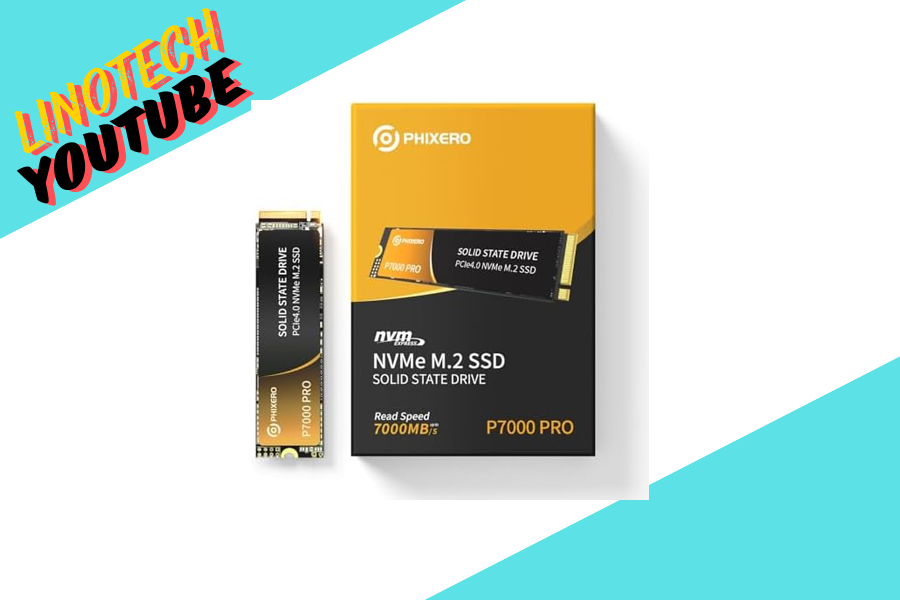 LINOTECH
YOUTUBE
PHIXERO
PHIXERO
P7000 PRO
SOLID STATE DRIVE
PCIe4.0 NVMe M.2 SSD
nvm
EXPRESS
NVMe M.2 SSD
SOLID STATE DRIVE
Read Speed
7000MB/s
P7000 PRO
SOLID STATE DRIVE
PCIe4.0 NVMe M.2 SSD
PHIXERO
P7000 PRO